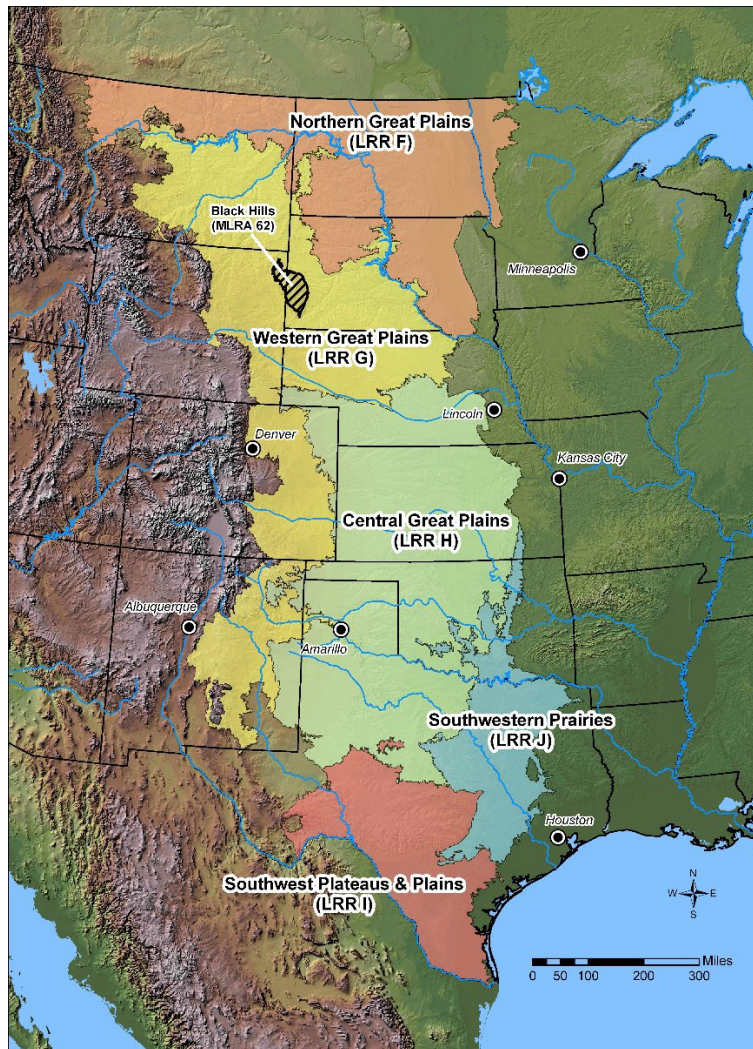 Northern Great Plains
(LRR F)
Black Hills
(MLRA 62)
Minneapolis
Western Great Plains
(LRR G)
Lincoln
Denver
Kansas City
Central Great Plains
(LRR H)
Albuquerque
Amarillo
Southwestern Prairies
(LRR J)
Houston
Southwest Plateaus & Plains
(LRR I)
N
W E
S
Miles
0 50 100 200 300